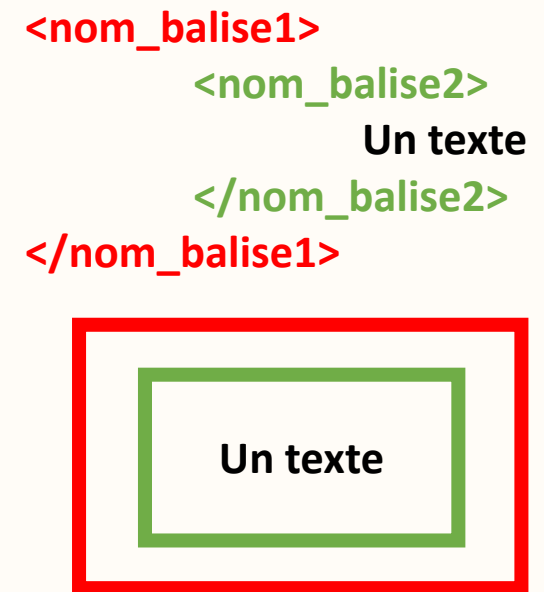 <nom_balise1>
<nom_balise2>
Un texte
</nom_balise2>
</nom_balise1>
Un texte